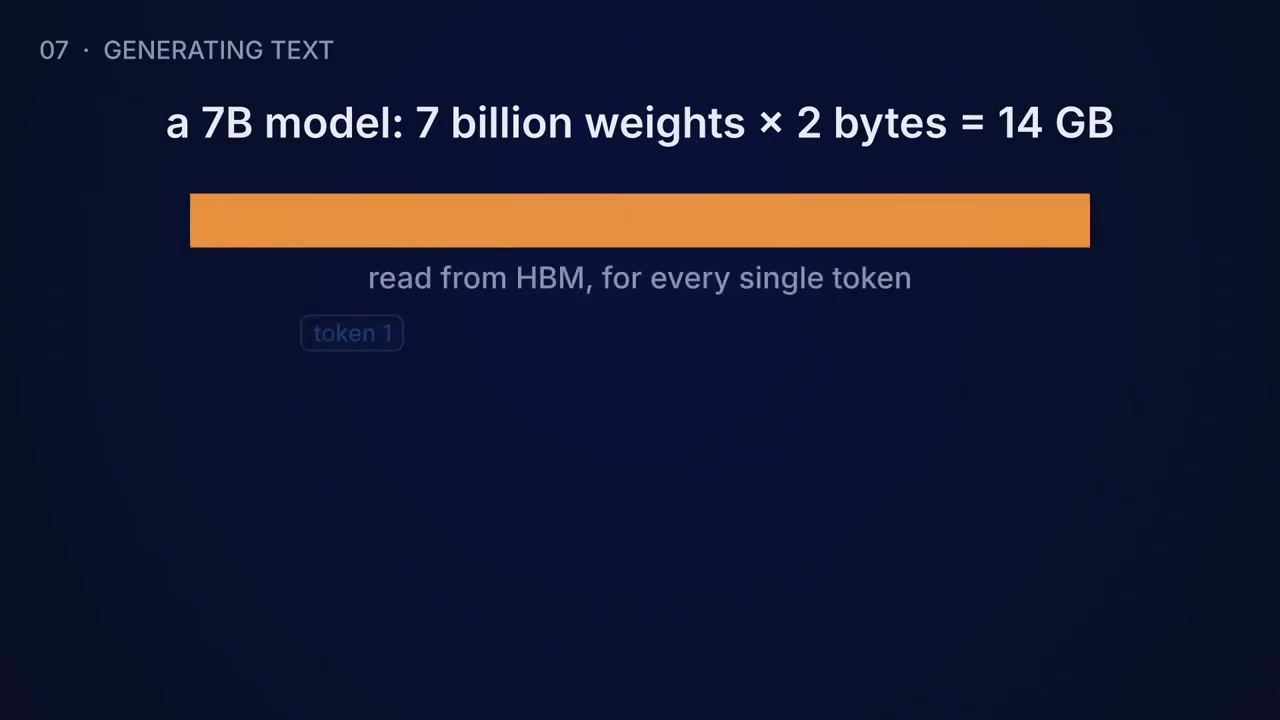 07 · GENERATING TEXT
a 7B model: 7 billion weights × 2 bytes = 14 GB
read from HBM, for every single token
token 1